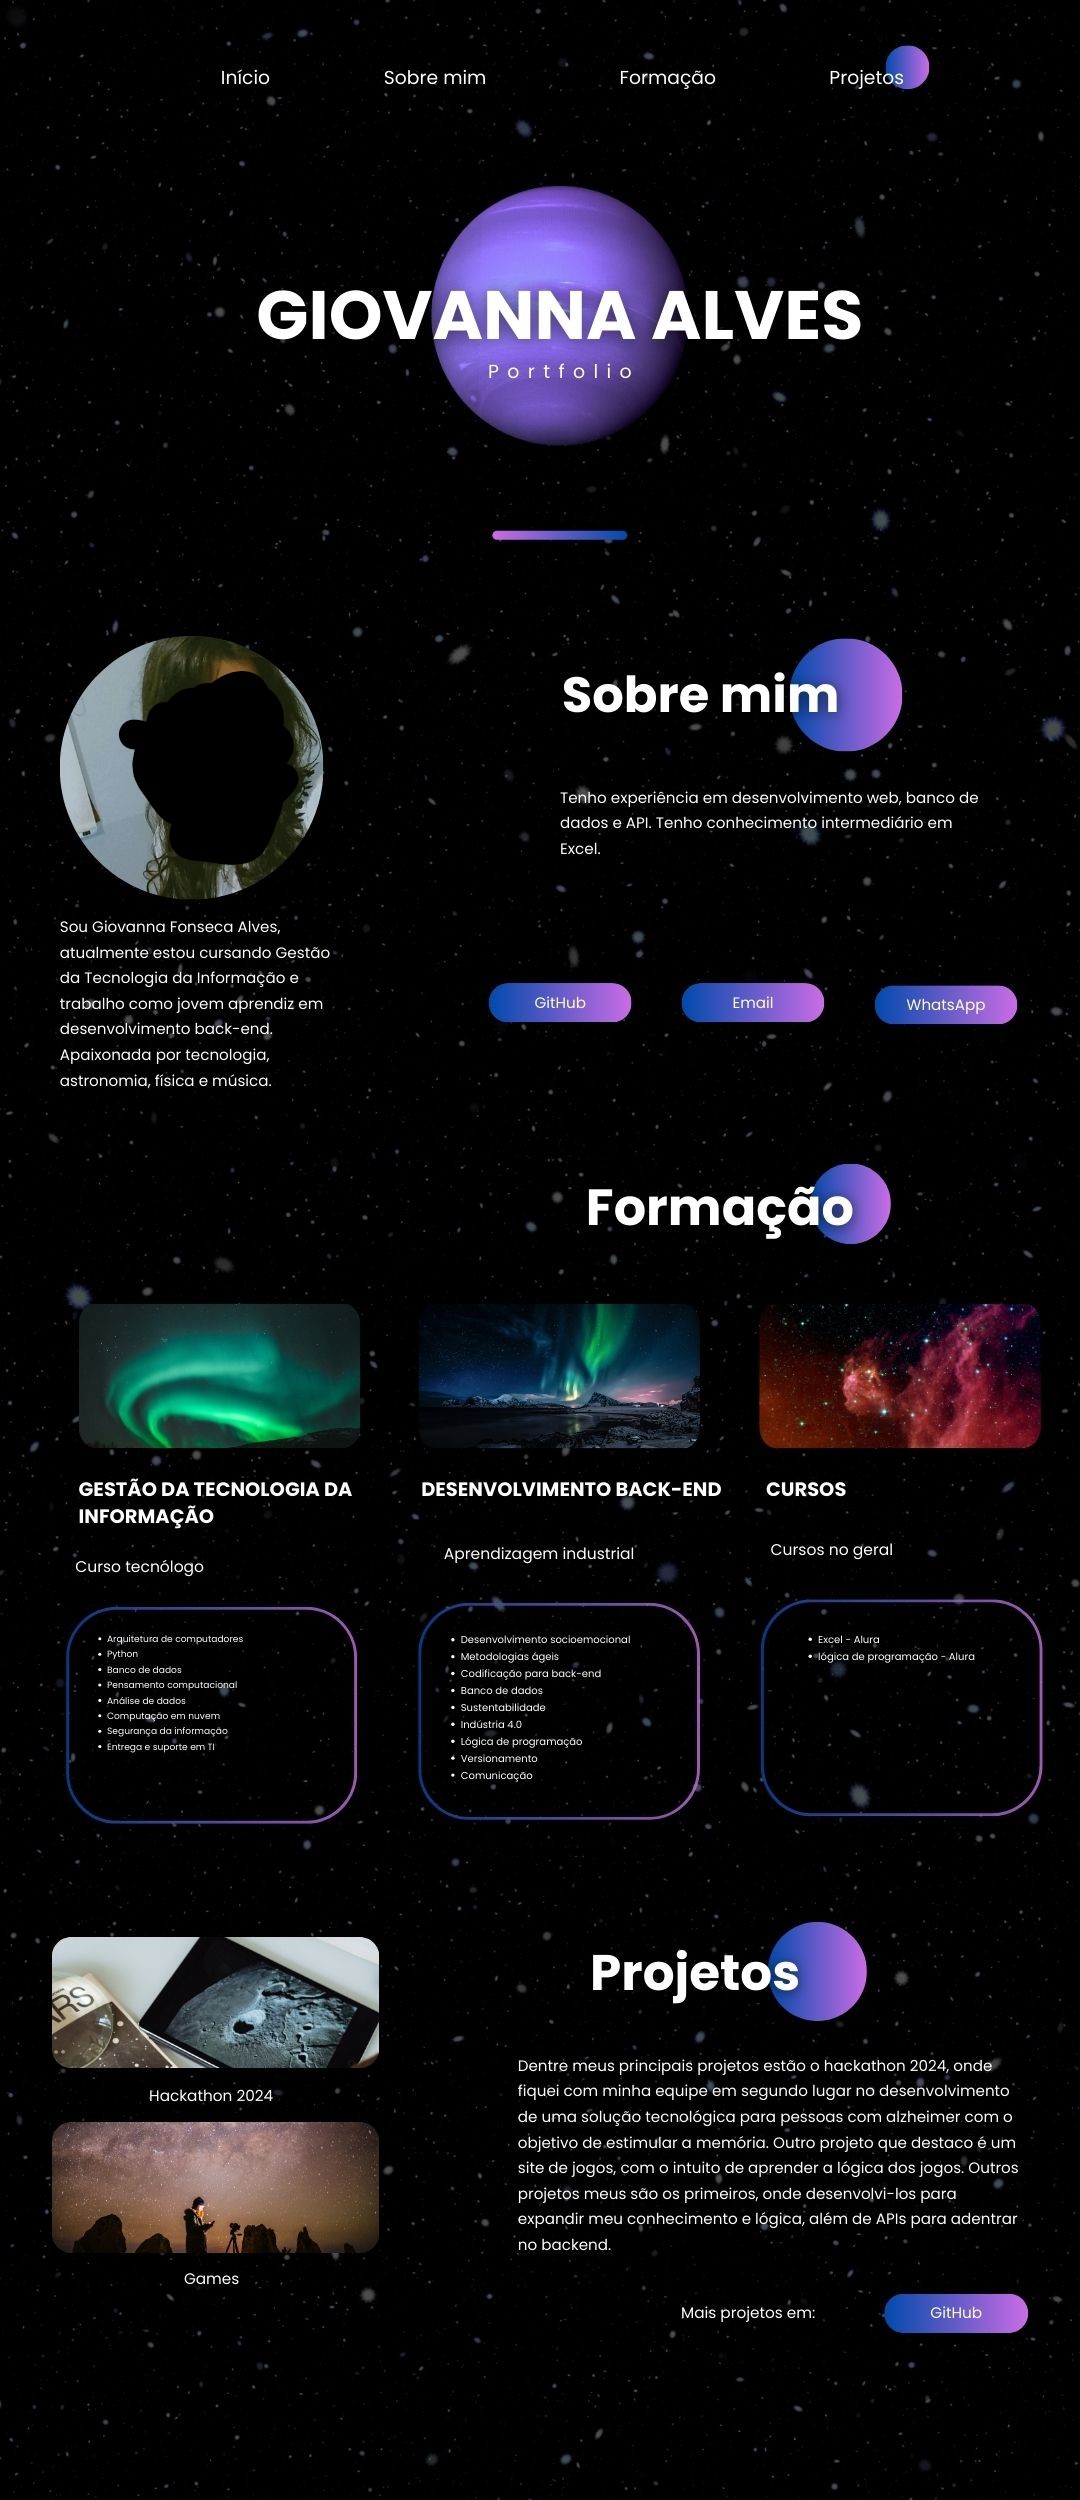 Início
Sobre mim
Formação
Projetos
GIOVANNA ALVES
Portfolio
Sobre mim
Tenho experiência em desenvolvimento web, banco de
dados e API. Tenho conhecimento intermediário em
Excel.
Sou Giovanna Fonseca Alves,
atualmente estou cursando Gestão
da Tecnologia da Informação e
trabalho como jovem aprendiz em
desenvolvimento back-end.
Apaixonada por tecnologia,
astronomia, física e música.
GitHub
Email
WhatsApp
Formação
GESTÃO DA TECNOLOGIA DA
INFORMAÇÃO
Curso tecnólogo
• Arquitetura de computadores
• Python
• Banco de dados
• Pensamento computacional
• Análise de dados
• Computação em nuvem
• Segurança da informação
• Entrega e suporte em TI
DESENVOLVIMENTO BACK-END
Aprendizagem industrial
• Desenvolvimento socioemocional
• Metodologias ágeis
• Codificação para back-end
• Banco de dados
• Sustentabilidade
• Indústria 4.0
• Lógica de programação
• Versionamento
• Comunicação
CURSOS
Cursos no geral
• Excel - Alura
• lógica de programação - Alura
ARS
Hackathon 2024
Games
Projetos
Dentre meus principais projetos estão o hackathon 2024, onde
fiquei com minha equipe em segundo lugar no desenvolvimento
de uma solução tecnológica para pessoas com alzheimer com o
objetivo de estimular a memória. Outro projeto que destaco é um
site de jogos, com o intuito de aprender a lógica dos jogos. Outros
projetos meus são os primeiros, onde desenvolvi-los para
expandir meu conhecimento e lógica, além de APIs para adentrar
no backend.
Mais projetos em:
GitHub